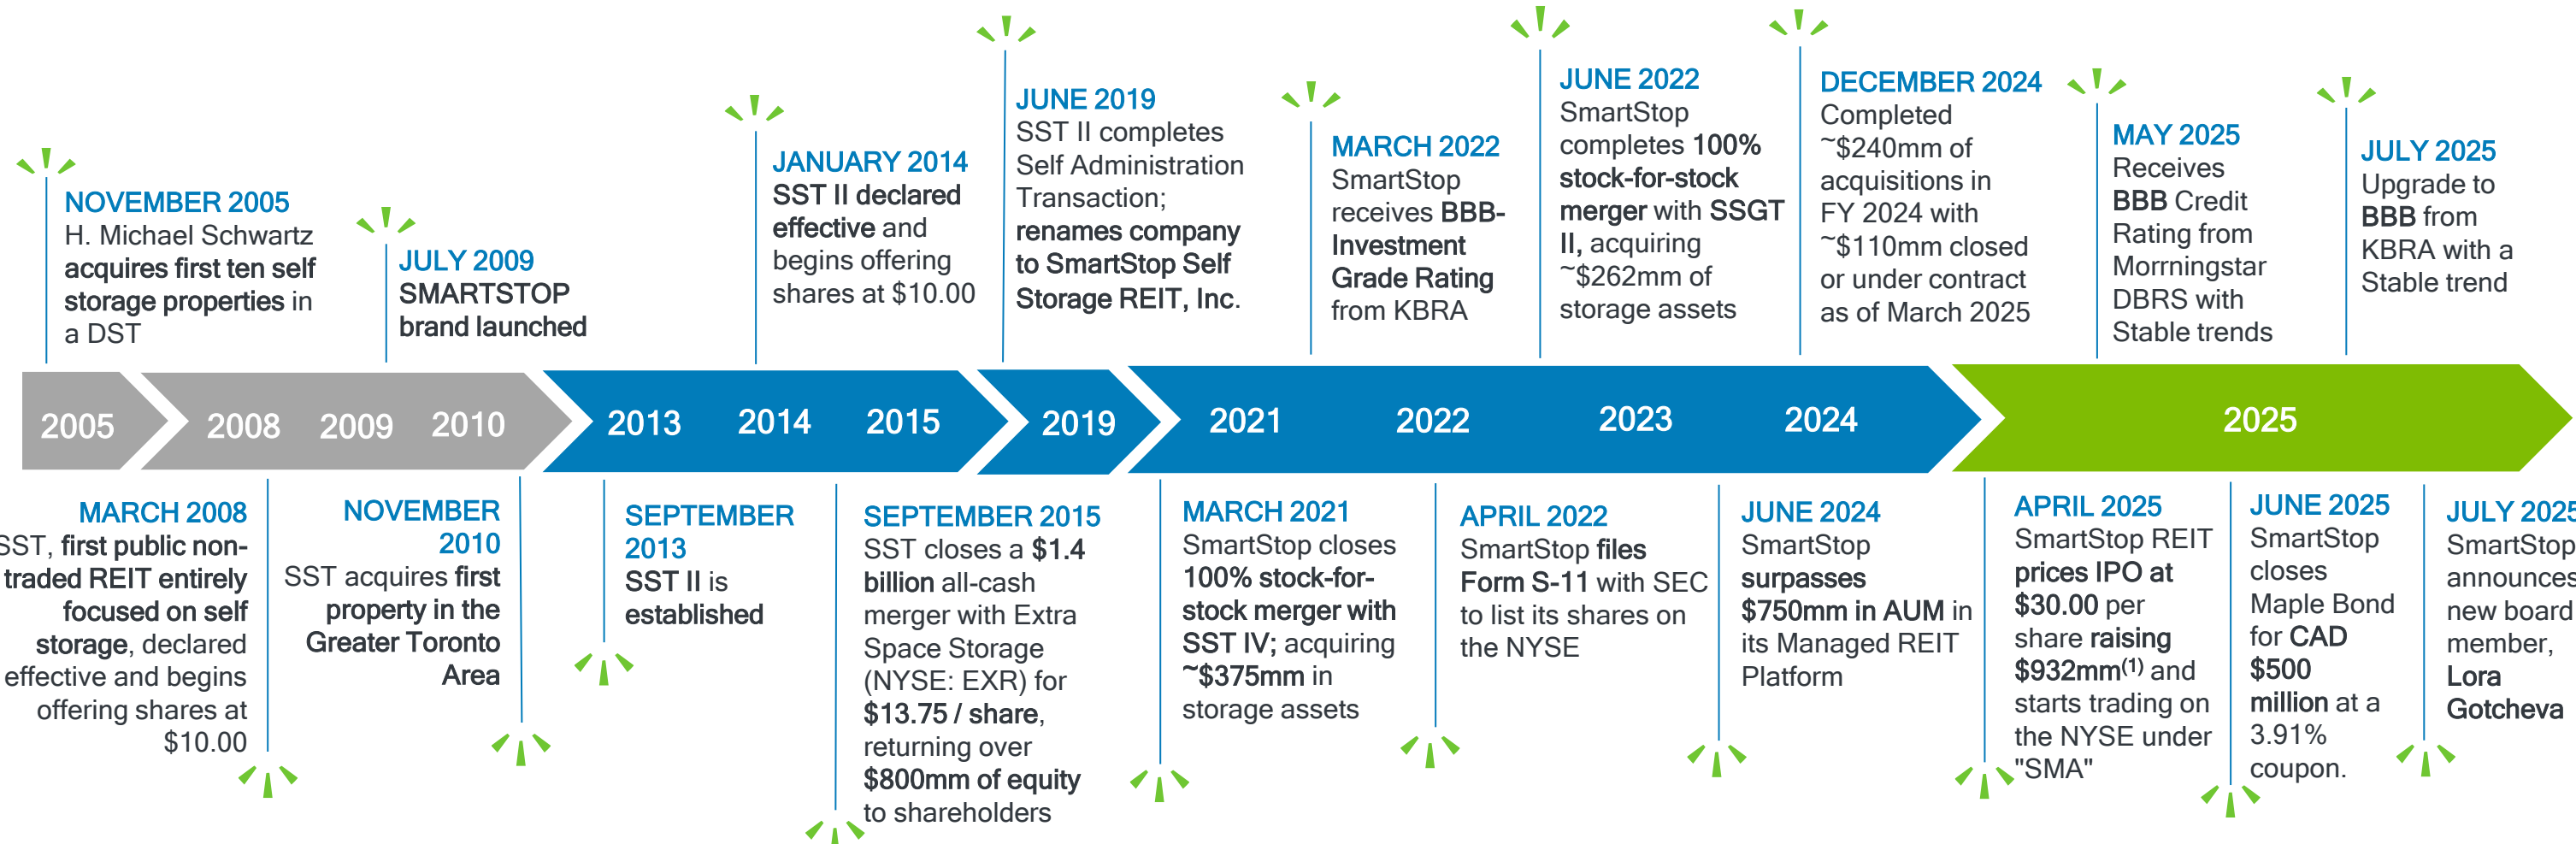 NOVEMBER 2005
H. Michael Schwartz
acquires first ten self
storage properties in
a DST
JULY 2009
SMARTSTOP
brand launched
JANUARY 2014
SST II declared
effective and
begins offering
shares at $10.00
JUNE 2019
SST II completes
Self Administration
Transaction;
renames company
to SmartStop Self
Storage REIT, Inc.
MARCH 2022
SmartStop
receives BBB-
Investment
Grade Rating
from KBRA
JUNE 2022
SmartStop
completes 100%
stock-for-stock
merger with SSGT
II, acquiring
~$262mm of
storage assets
DECEMBER 2024
Completed
~$240mm of
acquisitions in
FY 2024 with
~$110mm closed
or under contract
as of March 2025
MAY 2025
Receives
BBB Credit
Rating from
Morrningstar
DBRS with
Stable trends
JULY 2025
Upgrade to
BBB from
KBRA with a
Stable trend
2005 2008 2009 2010 2013 2014 2015 2019 2021 2022 2023 2024 2025
MARCH 2008
SST, first public non-
traded REIT entirely
focused on self
storage, declared
effective and begins
offering shares at
$10.00
NOVEMBER
2010
SST acquires first
property in the
Greater Toronto
Area
SEPTEMBER
2013
SST II is
established
SEPTEMBER 2015
SST closes a $1.4
billion all-cash
merger with Extra
Space Storage
(NYSE: EXR) for
$13.75 / share,
returning over
$800mm of equity
to shareholders
MARCH 2021
SmartStop closes
100% stock-for-
stock merger with
SST IV; acquiring
~$375mm in
storage assets
APRIL 2022
SmartStop files
Form S-11 with SEC
to list its shares on
the NYSE
JUNE 2024
SmartStop
surpasses
$750mm in AUM in
its Managed REIT
Platform
APRIL 2025
SmartStop REIT
prices IPO at
$30.00 per
share raising
$932mm(1) and
starts trading on
the NYSE under
"SMA"
JUNE 2025
SmartStop
closes
Maple Bond
for CAD
$500
million at a
3.91%
coupon.
JULY 2025
SmartStop
announces
new board
member,
Lora
Gotcheva